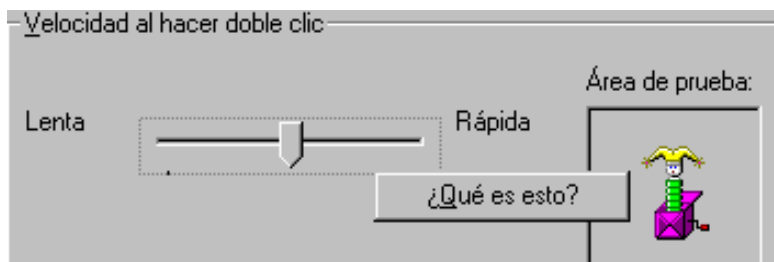 Velocidad al hacer doble clic
Área de prueba:
Lenta
Rápida
¿Qué es esto?